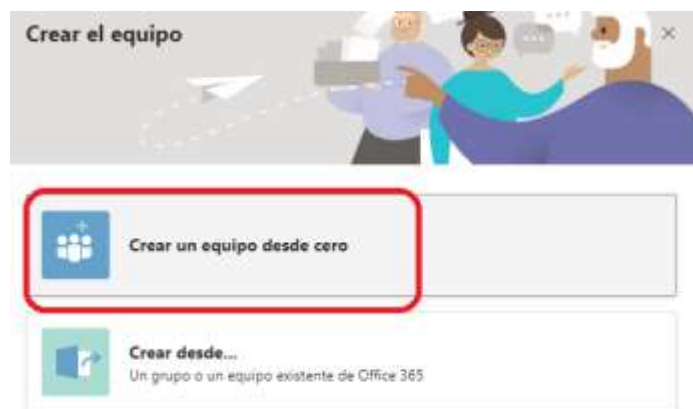 Crear el equipo
Crear un equipo desde cero
Crear desde...
Un grupo o un equipo existente de Office 365